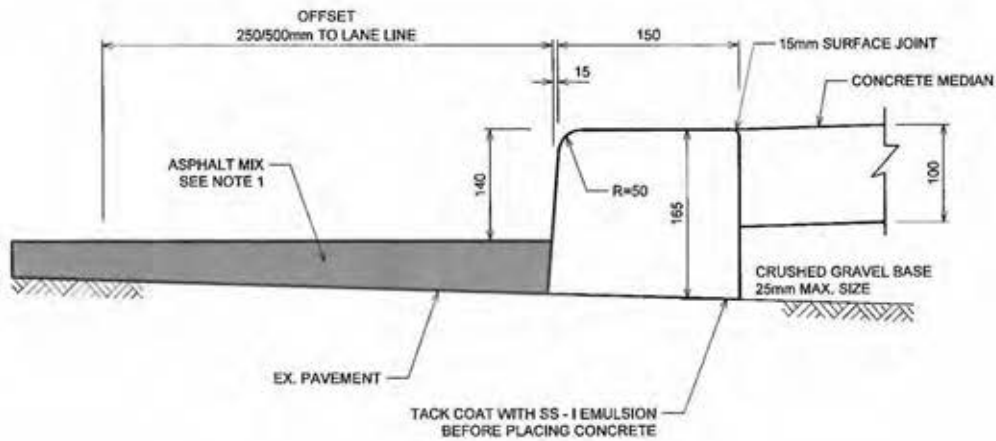 OFFSET
250/500mm TO LANE LINE
150
15mm SURFACE JOINT
15
CONCRETE MEDIAN
ASPHALT MIX
SEE NOTE 1
140
R=50
165
100
CRUSHED GRAVEL BASE
25mm MAX. SIZE
EX. PAVEMENT
TACK COAT WITH SS - I EMULSION
BEFORE PLACING CONCRETE